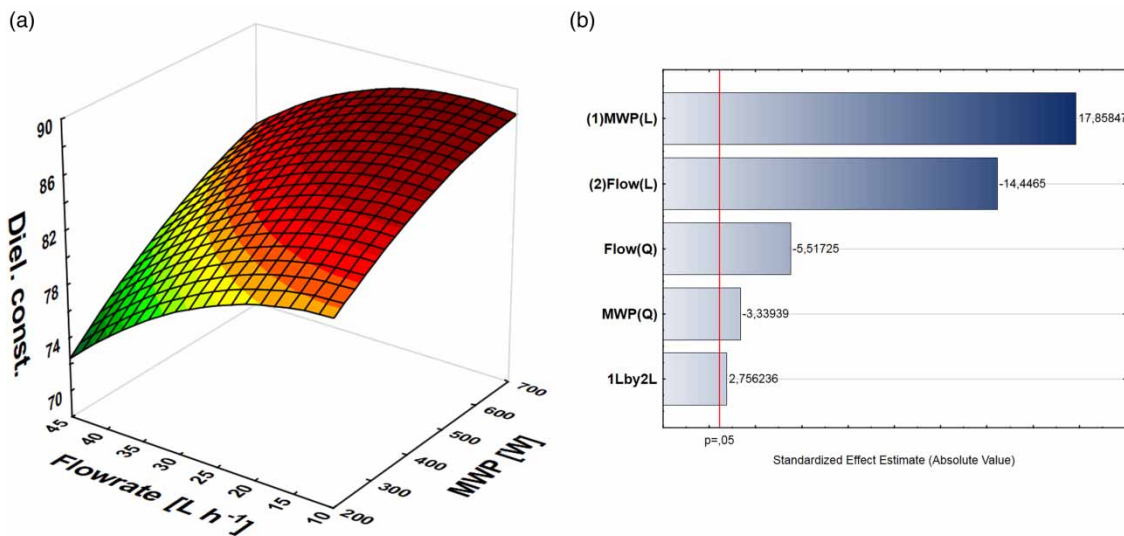 (a)
90
86
82
78
74
70
Diel. const.
45
40
35
30
25
20
15
10
Flowrate [L h⁻¹]
200
300
400
500
600
700
MWP [W]
(b)
(1)MWP(L)
17,85847
(2)Flow(L)
-14,4465
Flow(Q)
-5,51725
MWP(Q)
-3,33939
1Lby2L
2,756236
p=,05
Standardized Effect Estimate (Absolute Value)